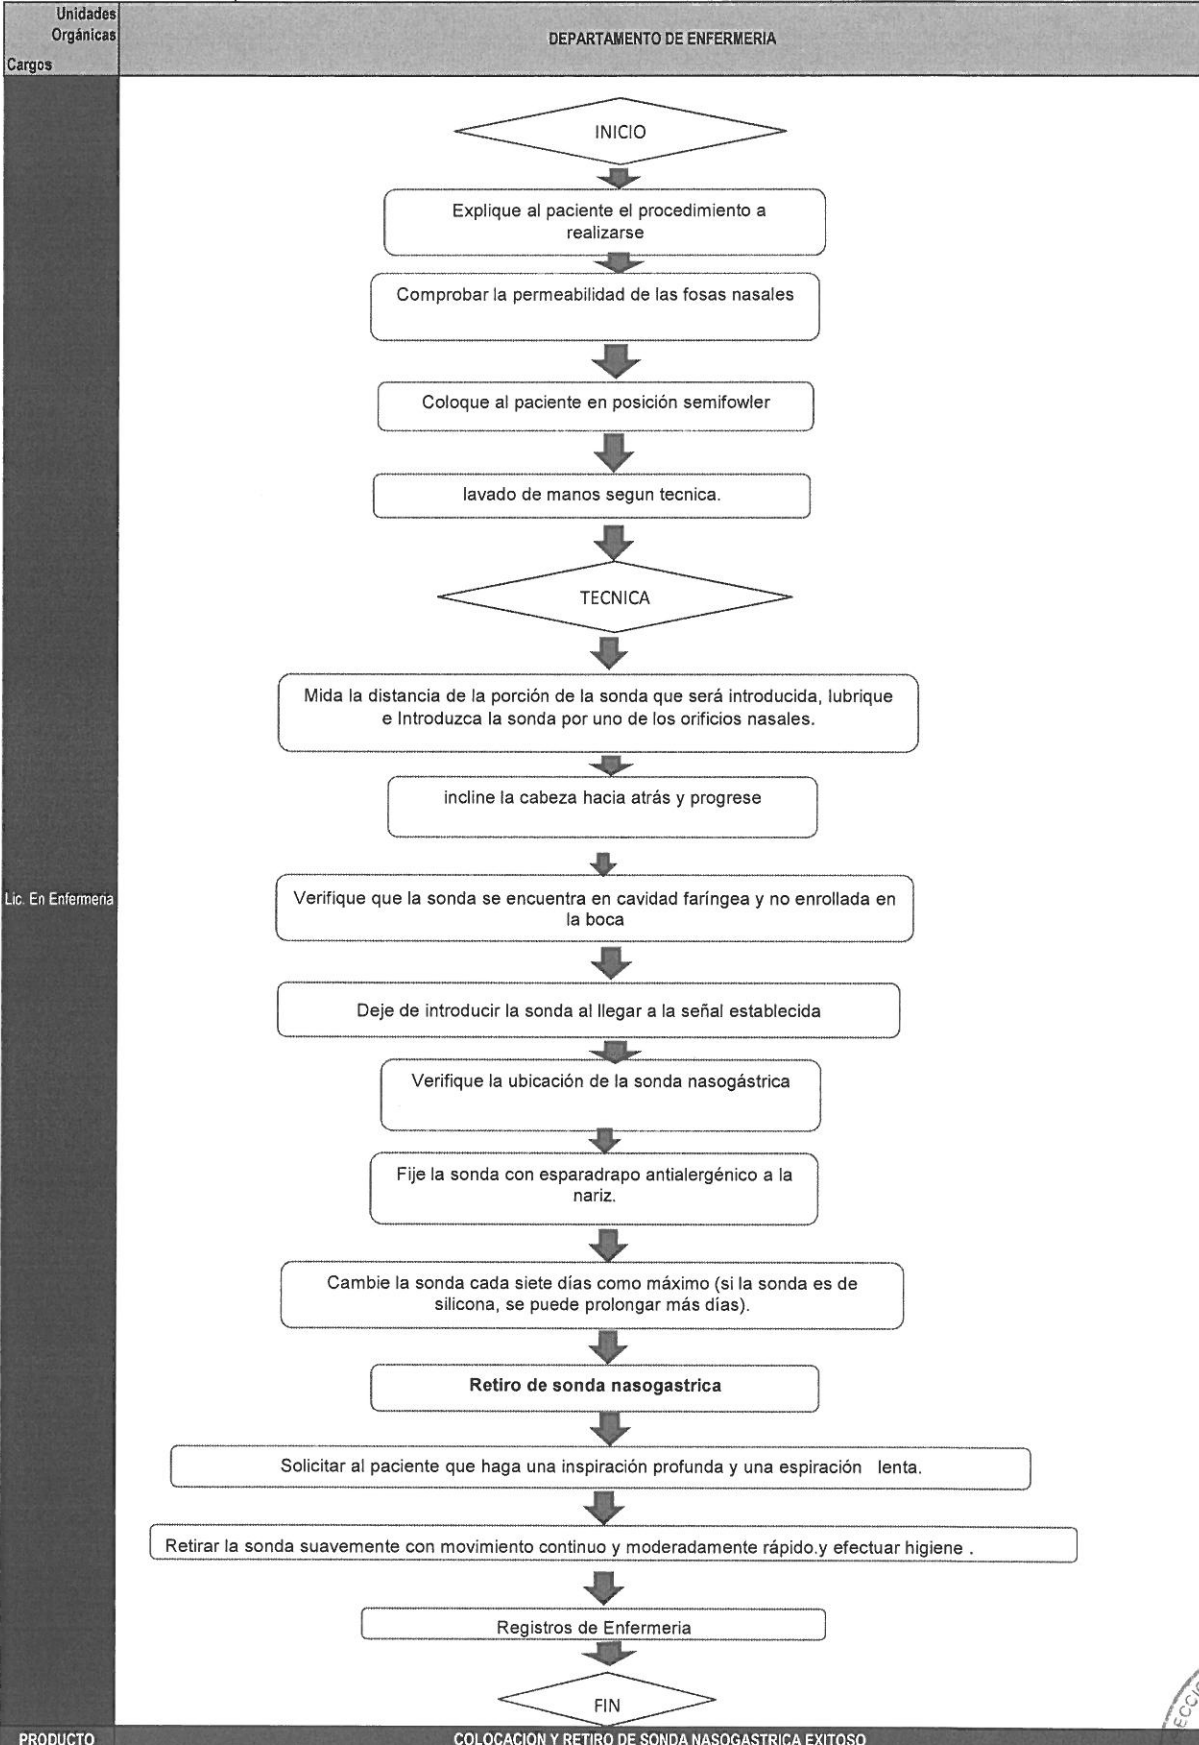 Unidades
Orgánicas
Cargos
DEPARTAMENTO DE ENFERMERIA
INICIO
Explique al paciente el procedimiento a
realizarse
Comprobar la permeabilidad de las fosas nasales
Coloque al paciente en posición semifowler
lavado de manos segun tecnica.
TECNICA
Mida la distancia de la porción de la sonda que será introducida, lubrique
e Introduzca la sonda por uno de los orificios nasales.
incline la cabeza hacia atrás y progrese
Lic. En Enfermeria
Verifique que la sonda se encuentra en cavidad faríngea y no enrollada en
la boca
Deje de introducir la sonda al llegar a la señal establecida
Verifique la ubicación de la sonda nasogástrica
Fije la sonda con esparadrapo antialergénico a la
nariz.
Cambie la sonda cada siete días como máximo (si la sonda es de
silicona, se puede prolongar más días).
Retiro de sonda nasogastrica
Solicitar al paciente que haga una inspiración profunda y una espiración lenta.
Retirar la sonda suavemente con movimiento continuo y moderadamente rápido.y efectuar higiene .
Registros de Enfermeria
FIN
PRODUCTO
COLOCACION Y RETIRO DE SONDA NASOGASTRICA EXITOSO